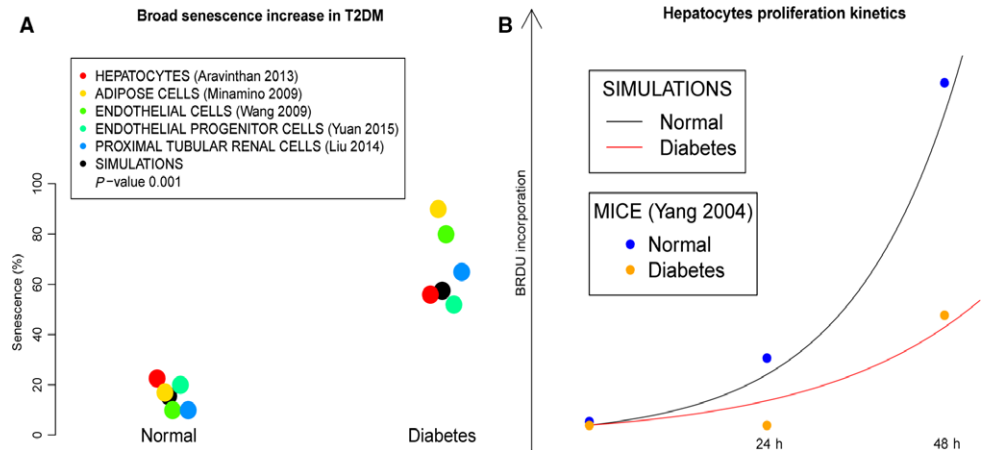 A
Broad senescence increase in T2DM
HEPATOCYTES (Aravinthan 2013)
ADIPOSE CELLS (Minamino 2009)
ENDOTHELIAL CELLS (Wang 2009)
ENDOTHELIAL PROGENITOR CELLS (Yuan 2015)
PROXIMAL TUBULAR RENAL CELLS (Liu 2014)
SIMULATIONS
P-value 0.001
Senescence (%)
100
80
60
40
20
0
Normal
Diabetes
B
Hepatocytes proliferation kinetics
BRDU incorporation
SIMULATIONS
Normal
Diabetes
MICE (Yang 2004)
Normal
Diabetes
24 h
48 h